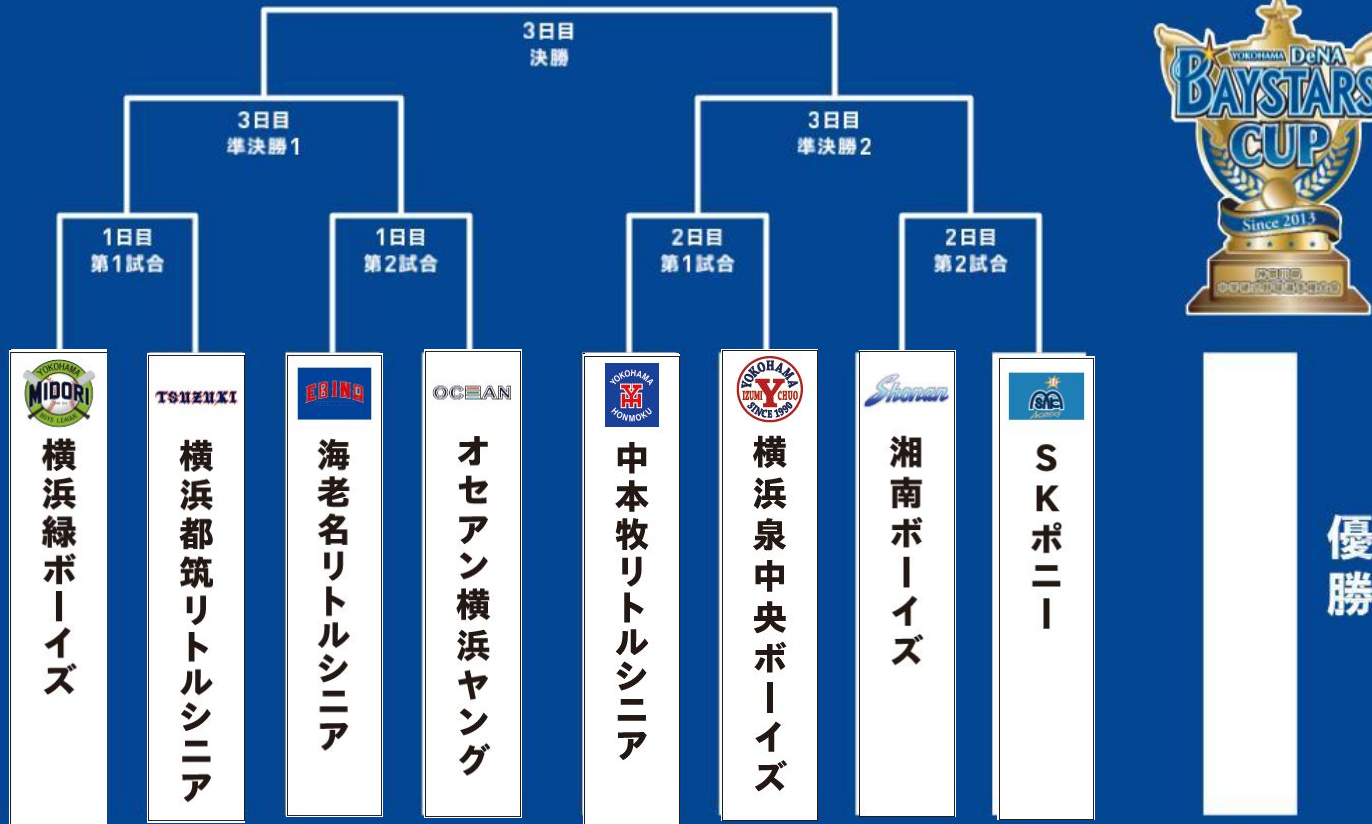 3日目
決勝
3日目
準決勝1
3日目
準決勝2
1日目
第1試合
1日目
第2試合
2日目
第1試合
2日目
第2試合
YOKOHAMA DeNA
BAYSTARS
CUP
Since 2013
YOKOHAMA
MIDORI
BOYS LEAGUE
横浜緑ボーイズ
TSUZUKI
横浜都筑リトルシニア
EBINA
海老名リトルシニア
OCEAN
オセアン横浜ヤング
YOKOHAMA
YH
HONMOKU
中本牧リトルシニア
YOKOHAMA
IZUMI Y CHUO
SINCE 1990
横浜泉中央ボーイズ
Shonan
湘南ボーイズ
SKポニー
優勝